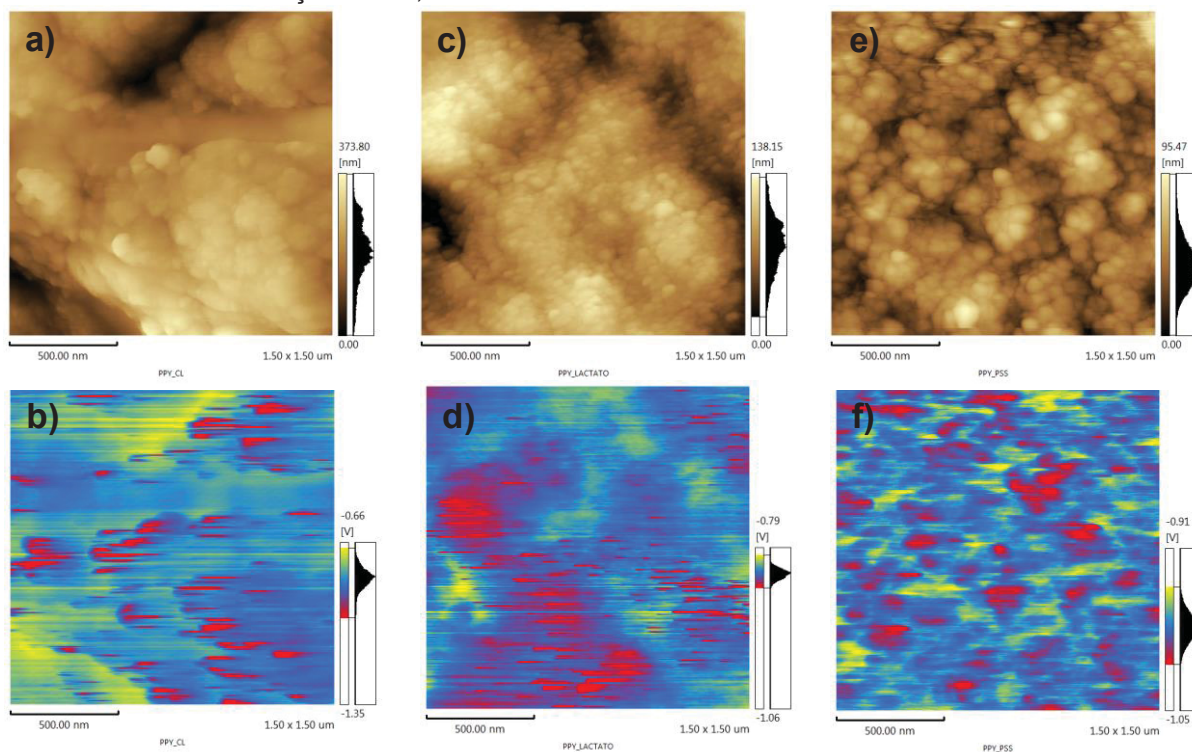 a)
373.80
[nm]
0.00
500.00 nm
1.50 x 1.50 um
PPY_CL
c)
138.15
[nm]
0.00
500.00 nm
1.50 x 1.50 um
PPY_LACTATO
e)
95.47
[nm]
0.00
500.00 nm
1.50 x 1.50 um
PPY_PSS
b)
-0.66
[V]
-1.35
500.00 nm
1.50 x 1.50 um
PPY_CL
d)
-0.79
[V]
-1.06
500.00 nm
1.50 x 1.50 um
PPY_LACTATO
f)
-0.91
[V]
-1.05
500.00 nm
1.50 x 1.50 um
PPY_PSS